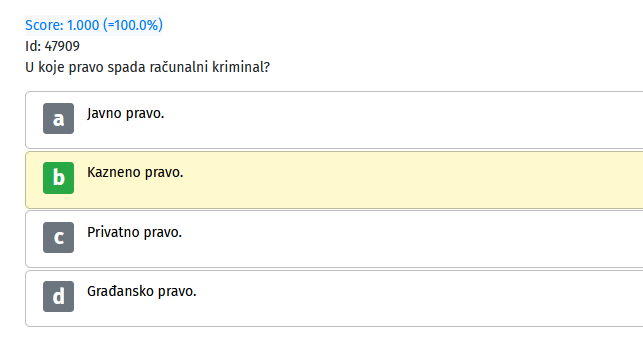 Score: 1.000 (=100.0%)
Id: 47909
U koje pravo spada računalni kriminal?
a Javno pravo.
b Kazneno pravo.
c Privatno pravo.
d Građansko pravo.